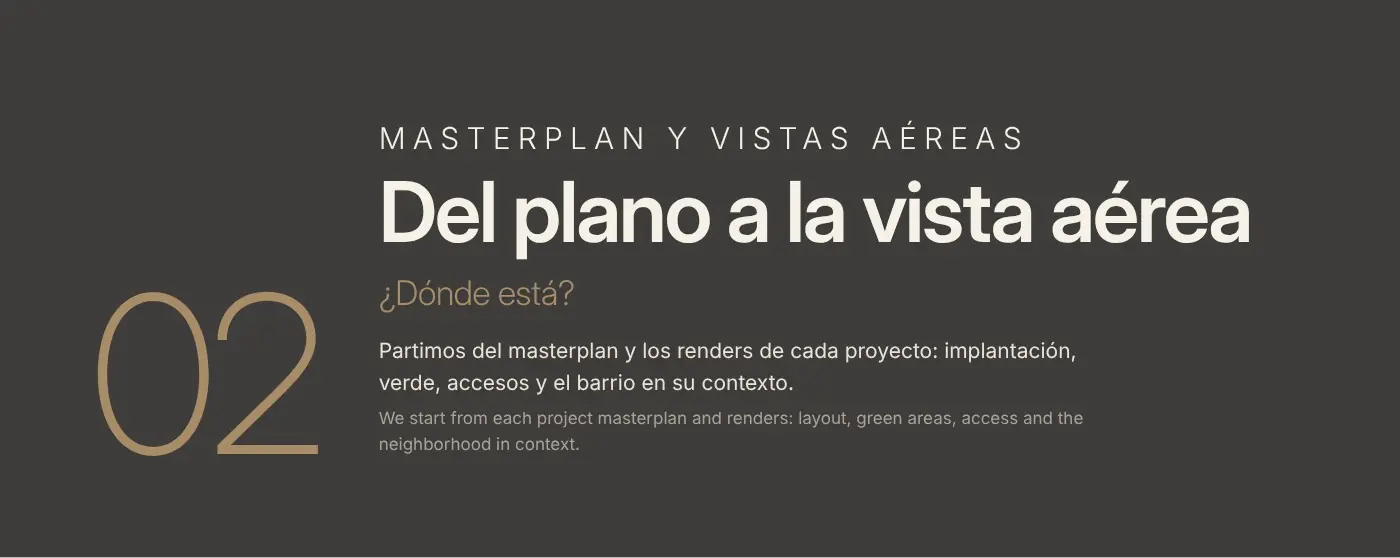 MASTERPLAN Y VISTAS AÉREAS
Del plano a la vista aérea
¿Dónde está?
02
Partimos del masterplan y los renders de cada proyecto: implantación,
verde, accesos y el barrio en su contexto.
We start from each project masterplan and renders: layout, green areas, access and the
neighborhood in context.